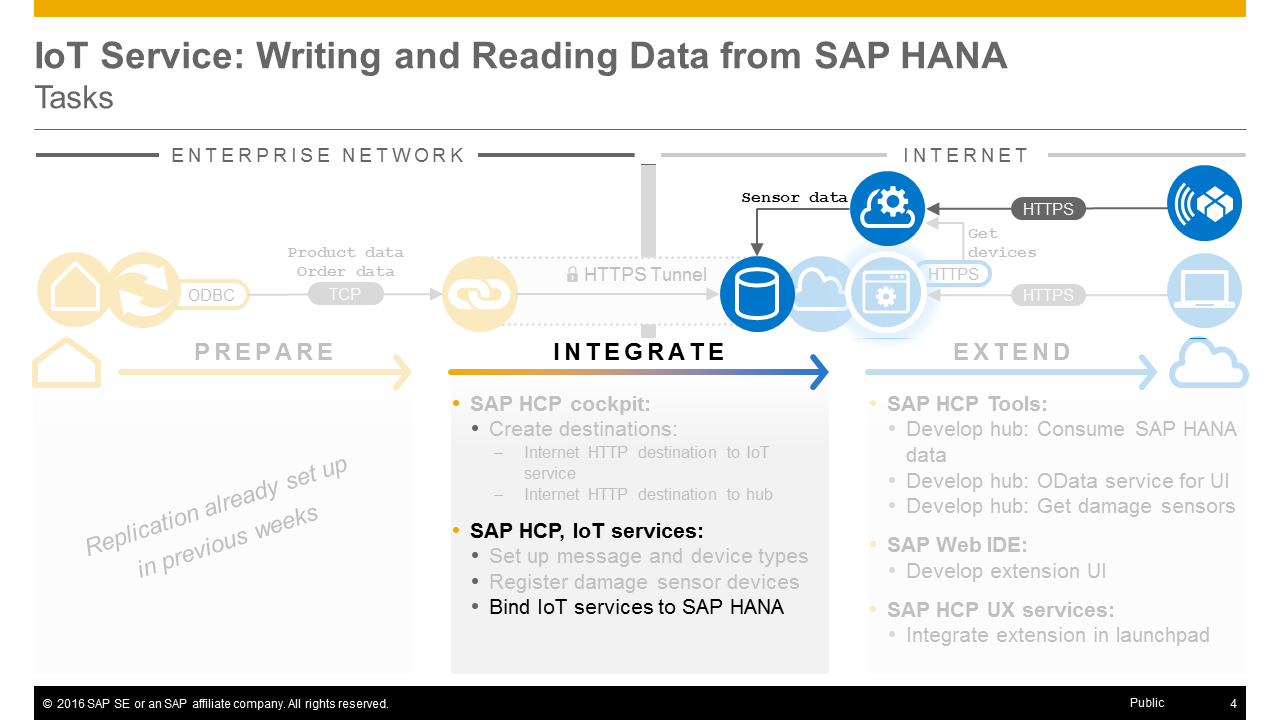 IoT Service: Writing and Reading Data from SAP HANA
Tasks
ENTERPRISE NETWORK
INTERNET
Sensor data
HTTPS
Get
devices
HTTPS
Product data
Order data
ODBC
TCP
HTTPS Tunnel
HTTPS
PREPARE
INTEGRATE
EXTEND
Replication already set up
in previous weeks
• SAP HCP cockpit:
• Create destinations:
– Internet HTTP destination to IoT
service
– Internet HTTP destination to hub
• SAP HCP, IoT services:
• Set up message and device types
• Register damage sensor devices
• Bind IoT services to SAP HANA
• SAP HCP Tools:
• Develop hub: Consume SAP HANA
data
• Develop hub: OData service for UI
• Develop hub: Get damage sensors
• SAP Web IDE:
• Develop extension UI
• SAP HCP UX services:
• Integrate extension in launchpad
© 2016 SAP SE or an SAP affiliate company. All rights reserved.
Public
4